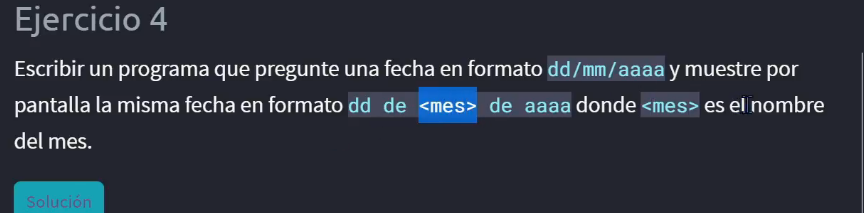 Ejercicio 4
Escribir un programa que pregunte una fecha en formato dd/mm/aaaa y muestre por
pantalla la misma fecha en formato dd de <mes> de aaaa donde <mes> es el nombre
del mes.
Solución